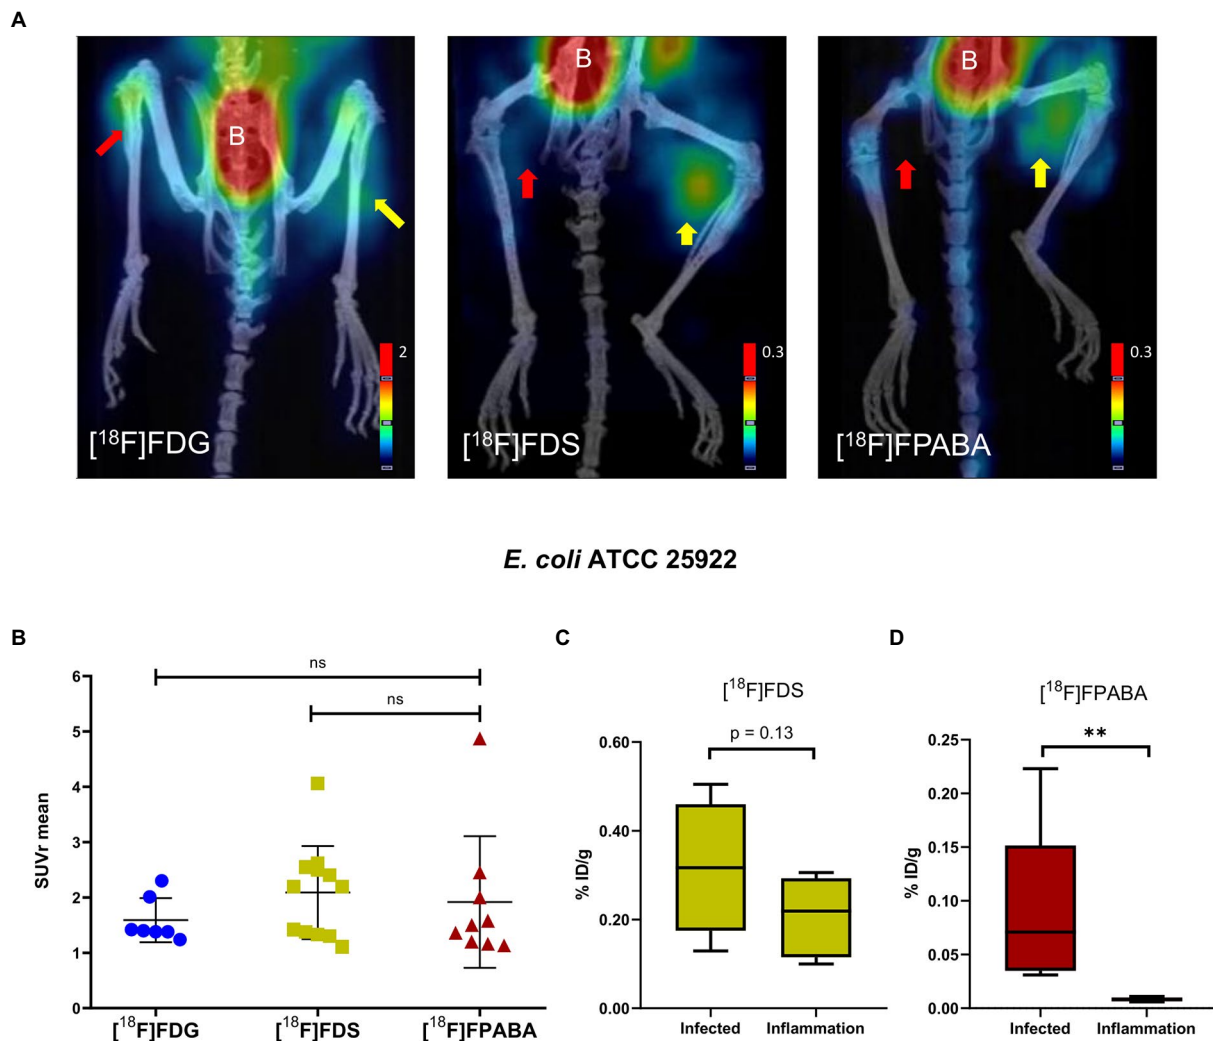 A
B
B
B
2
0.3
0.3
[¹⁸F]FDG
[¹⁸F]FDS
[¹⁸F]FPABA
E. coli ATCC 25922
B
C
D
ns
ns
6
5
4
3
2
1
0
SUVr mean
[¹⁸F]FDG
[¹⁸F]FDS
[¹⁸F]FPABA
[¹⁸F]FDS
p = 0.13
0.60
0.40
0.20
0.00
% ID/g
Infected
Inflammation
[¹⁸F]FPABA
**
0.25
0.20
0.15
0.10
0.05
0.00
% ID/g
Infected
Inflammation